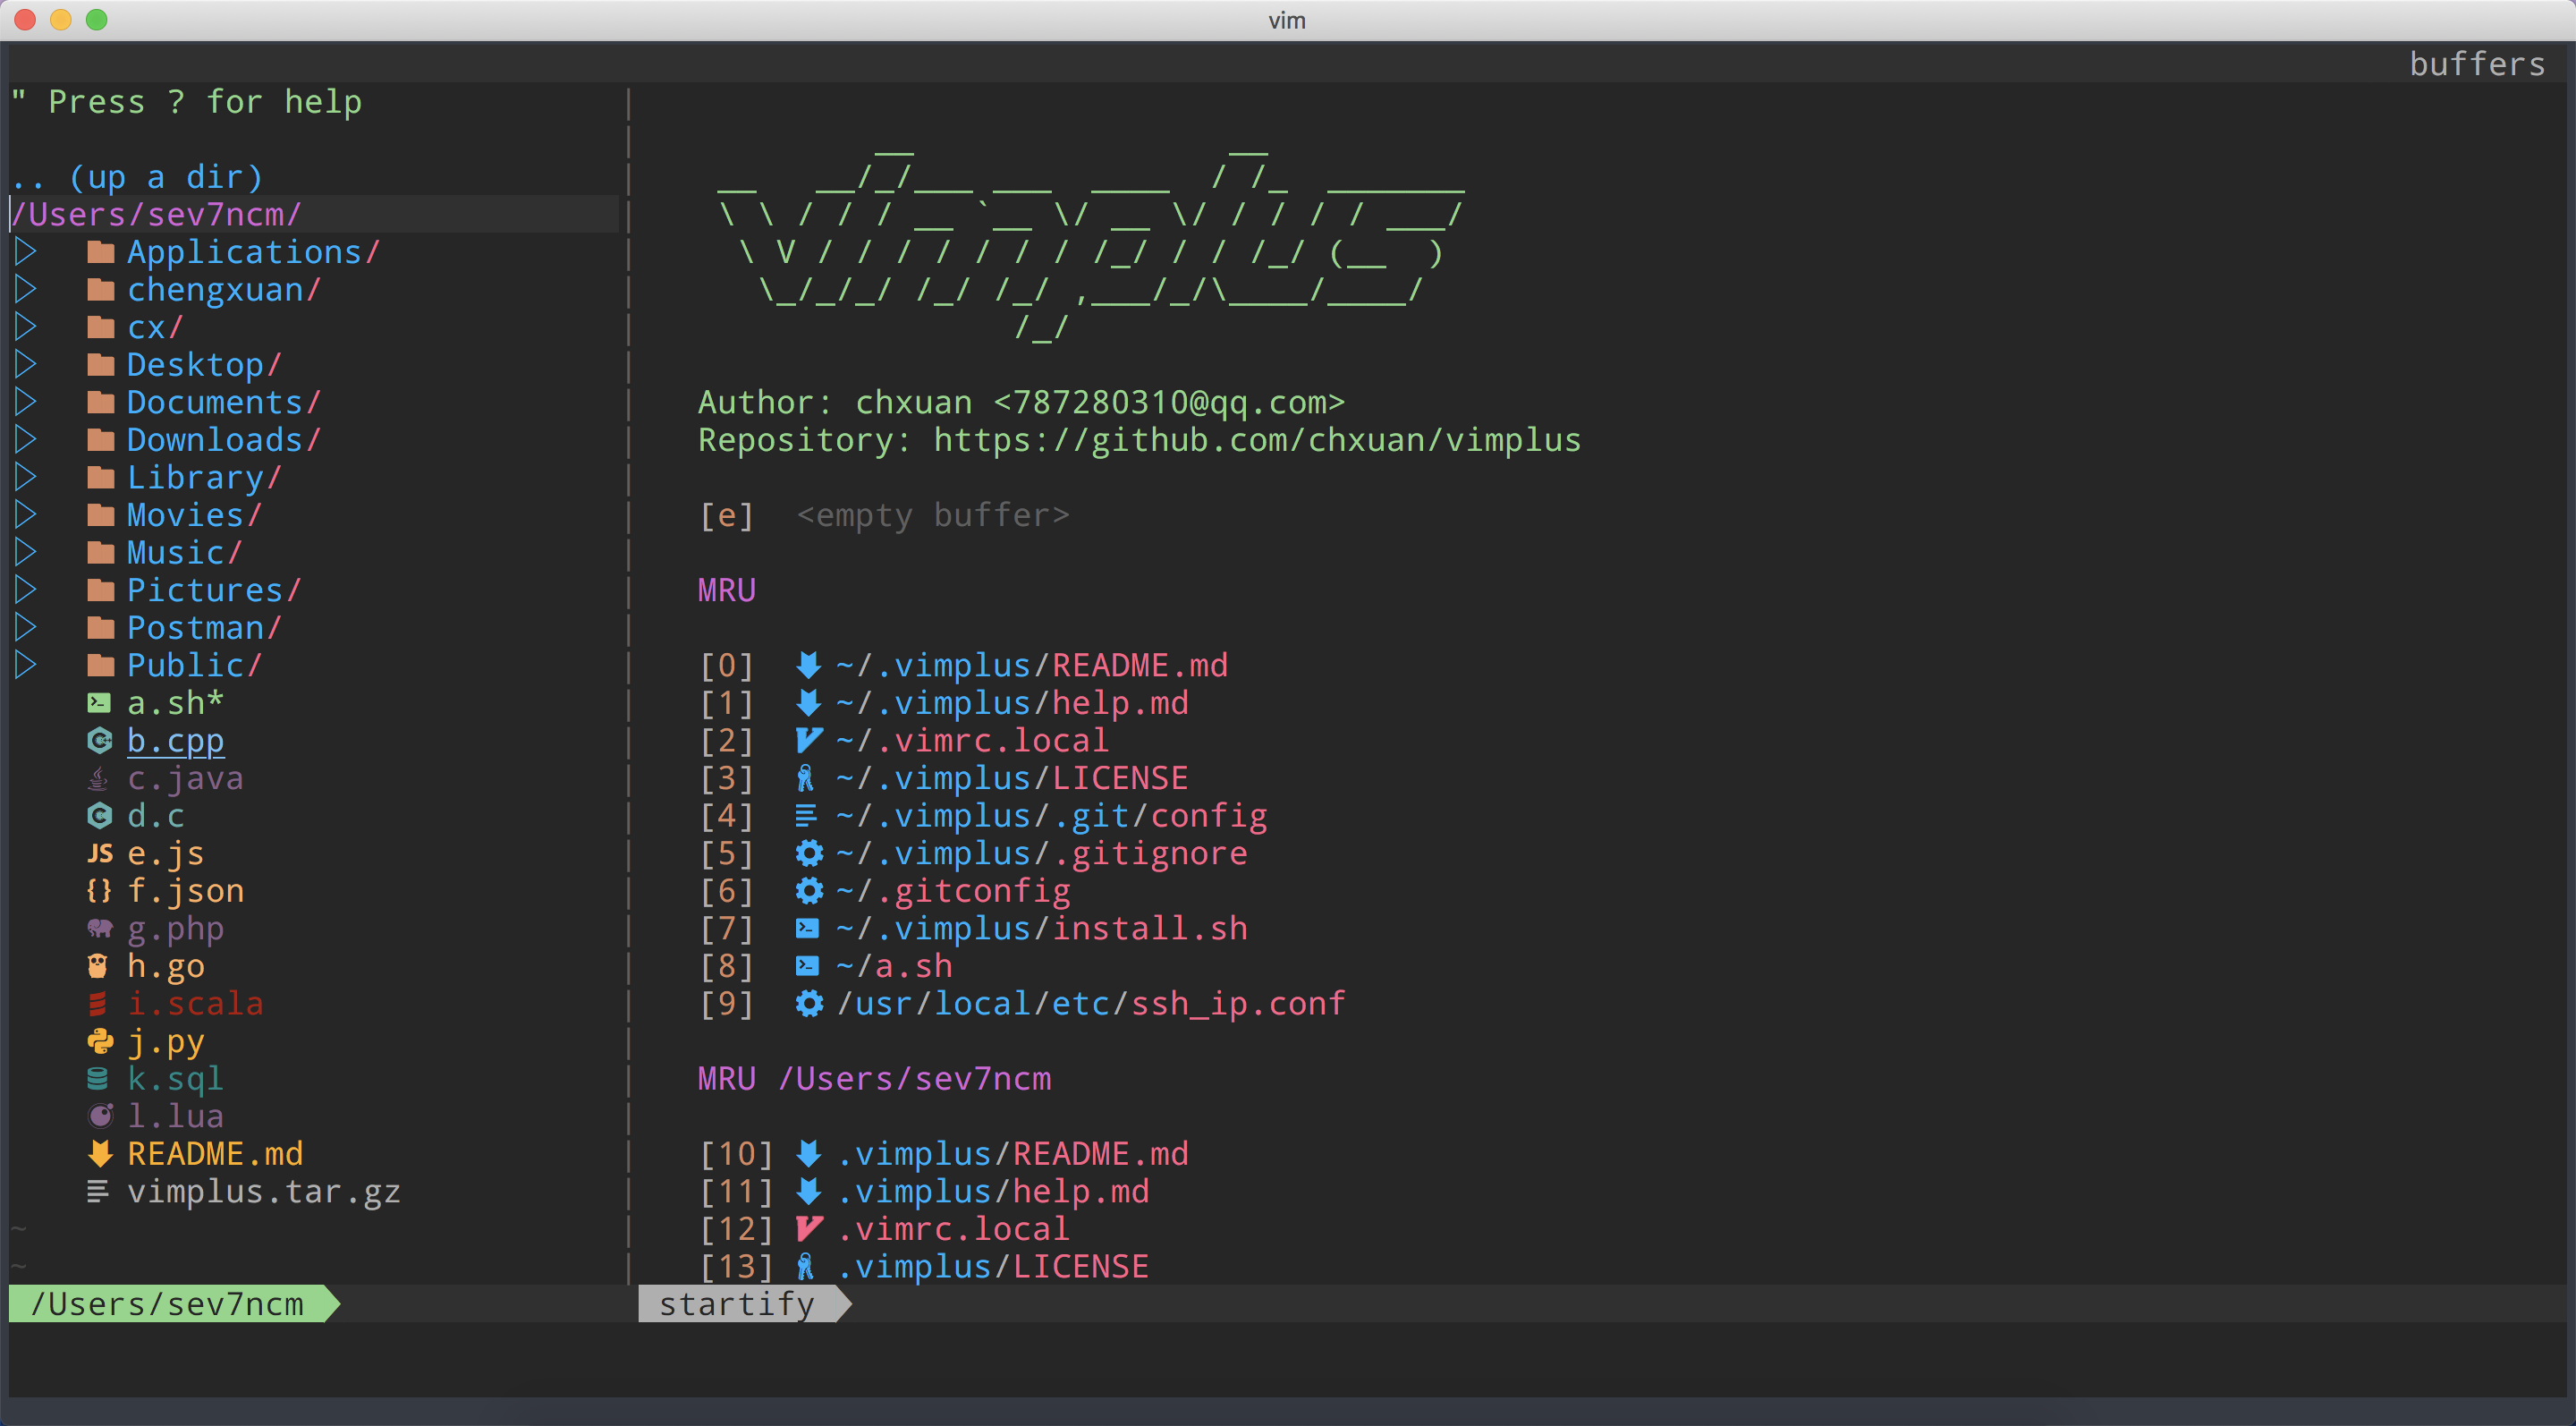 vim
buffers
" Press ? for help
.. (up a dir)
/Users/sev7ncm/
Applications/
chengxuan/
cx/
Desktop/
Documents/
Downloads/
Library/
Movies/
Music/
Pictures/
Postman/
Public/
a.sh*
b.cpp
c.java
d.c
JS e.js
{} f.json
g.php
h.go
i.scala
j.py
k.sql
l.lua
README.md
vimplus.tar.gz
~
~
/Users/sev7ncm
vimplus
Author: chxuan <787280310@qq.com>
Repository: https://github.com/chxuan/vimplus
[e] <empty buffer>
MRU
[0] ~/.vimplus/README.md
[1] ~/.vimplus/help.md
[2] ~/.vimrc.local
[3] ~/.vimplus/LICENSE
[4] ~/.vimplus/.git/config
[5] ~/.vimplus/.gitignore
[6] ~/.gitconfig
[7] ~/.vimplus/install.sh
[8] ~/a.sh
[9] /usr/local/etc/ssh_ip.conf
MRU /Users/sev7ncm
[10] .vimplus/README.md
[11] .vimplus/help.md
[12] .vimrc.local
[13] .vimplus/LICENSE
startify